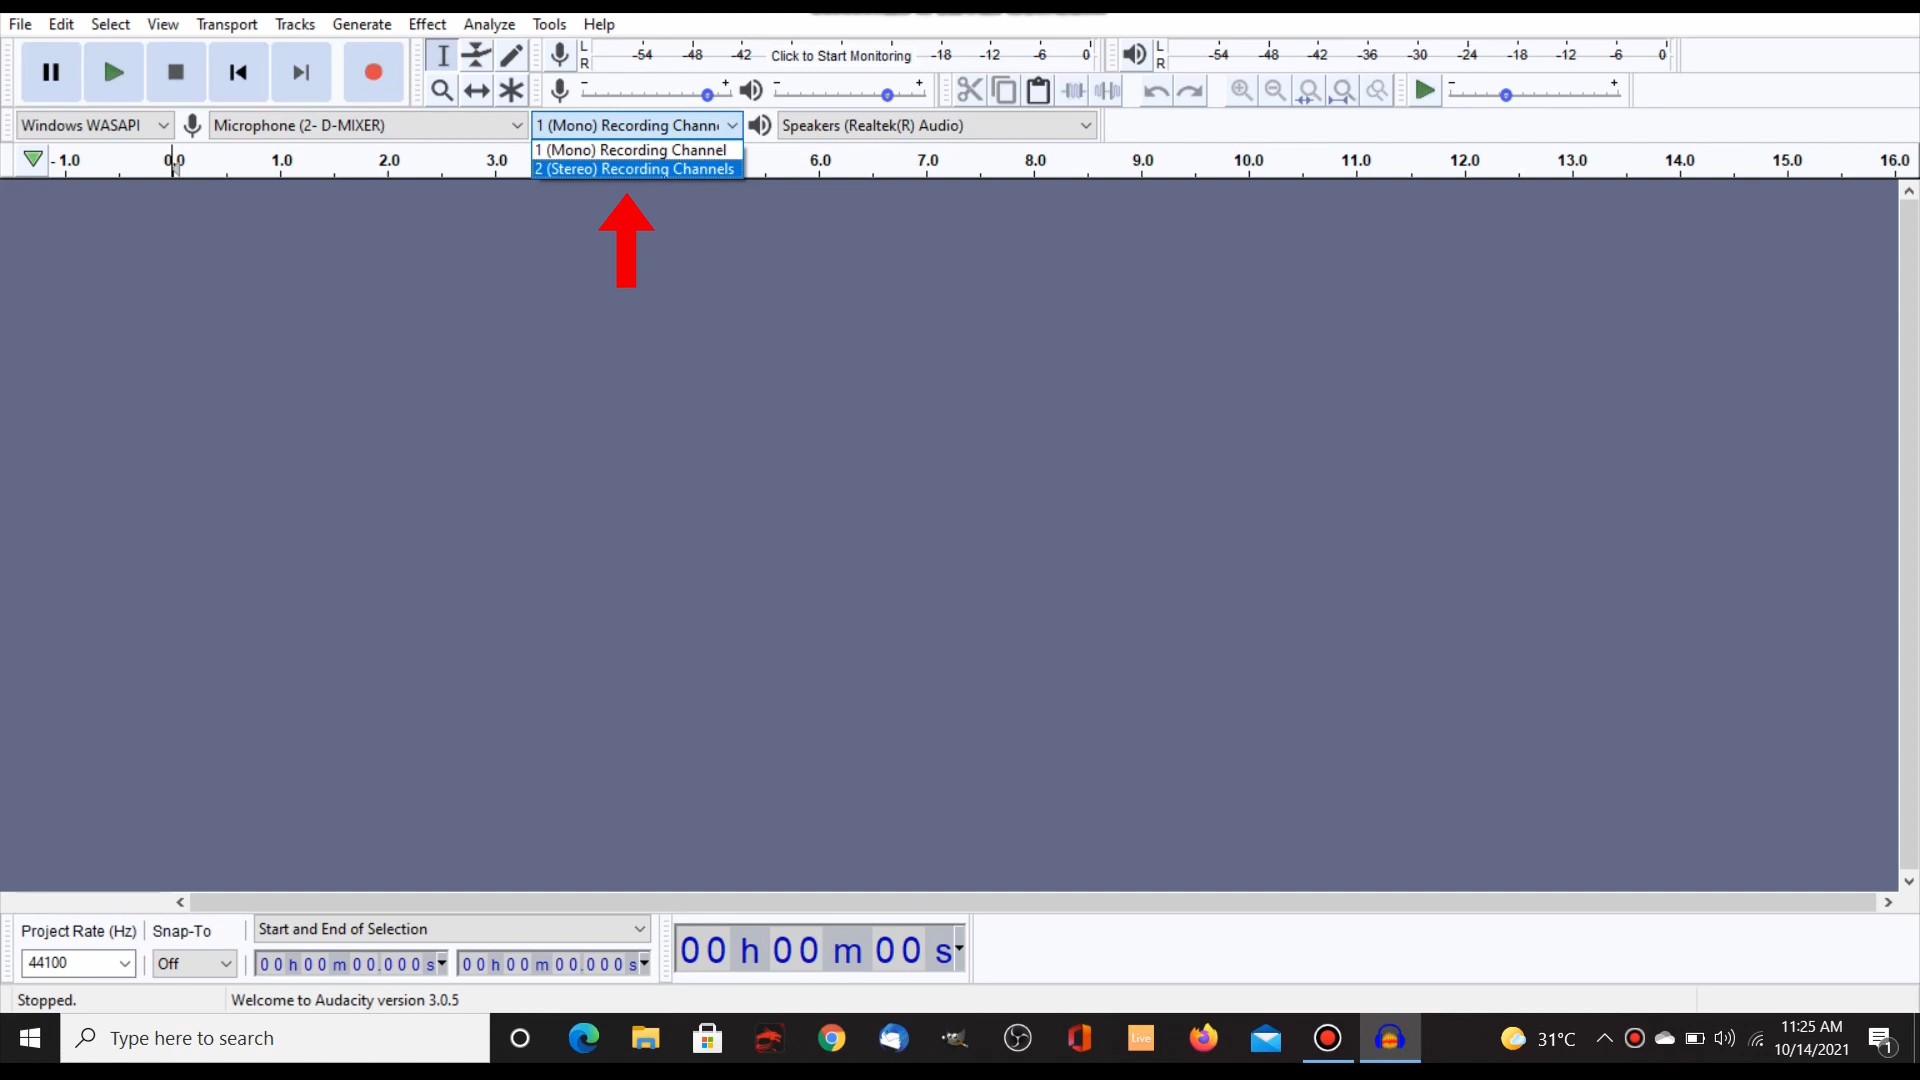 File Edit Select View Transport Tracks Generate Effect Analyze Tools Help
L
R
-54 -48 -42 Click to Start Monitoring -18 -12 -6 0
L
R
-54 -48 -42 -36 -30 -24 -18 -12 -6 0
- + - + - +
Windows WASAPI Microphone (2- D-MIXER) 1 (Mono) Recording Chann Speakers (Realtek(R) Audio)
1 (Mono) Recording Channel
2 (Stereo) Recording Channels
-1.0 0.0 1.0 2.0 3.0 6.0 7.0 8.0 9.0 10.0 11.0 12.0 13.0 14.0 15.0 16.0
Project Rate (Hz) Snap-To Start and End of Selection
44100 Off 00 h 00 m 00.000 s 00 h 00 m 00.000 s
00 h 00 m 00 s
Stopped. Welcome to Audacity version 3.0.5
Type here to search Live 31°C 11:25 AM
10/14/2021
1